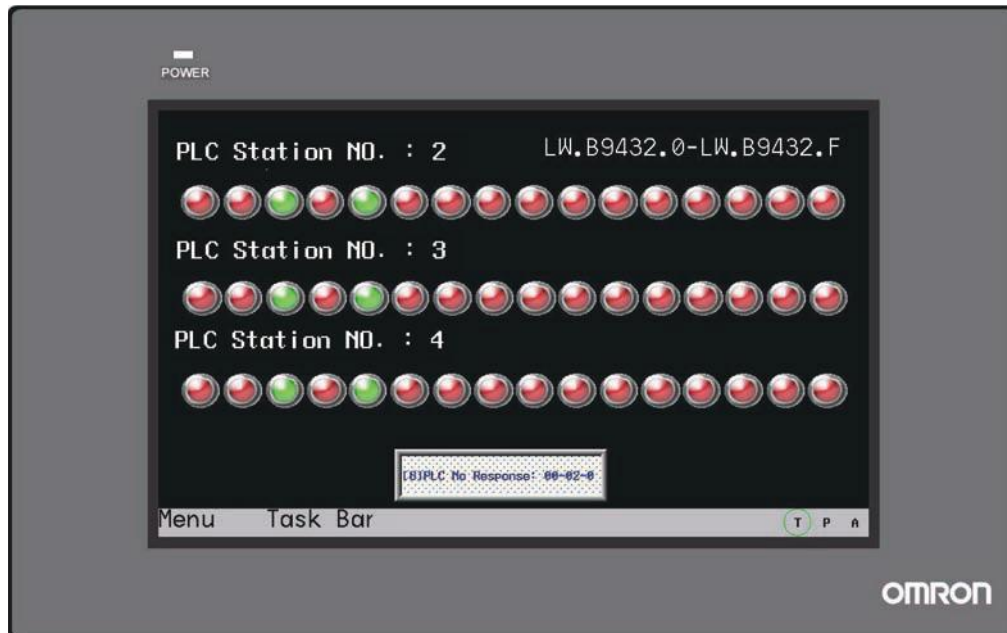 POWER
PLC Station NO. : 2
LW.B9432.0-LW.B9432.F
PLC Station NO. : 3
PLC Station NO. : 4
[8]PLC No Response: 00-02-0
Menu Task Bar T P A
OMRON